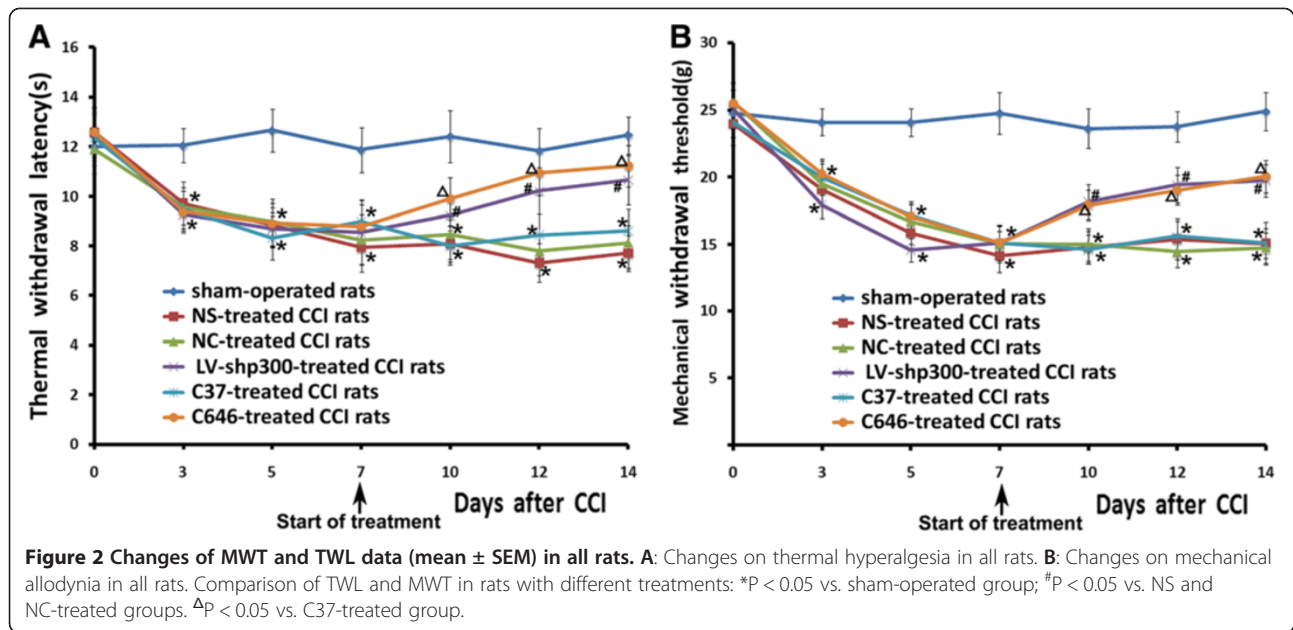 A
Thermal withdrawal latency(s)
16
14
12
10
8
6
4
2
0
* * * * * * * * * *
# # #
Δ Δ Δ
sham-operated rats
NS-treated CCI rats
NC-treated CCI rats
LV-shp300-treated CCI rats
C37-treated CCI rats
C646-treated CCI rats
0 3 5 7 10 12 14
Days after CCI
Start of treatment
B
Mechanical withdrawal threshold(g)
30
25
20
15
10
5
* * * * * * * * * * * *
# # #
Δ Δ Δ
sham-operated rats
NS-treated CCI rats
NC-treated CCI rats
LV-shp300-treated CCI rats
C37-treated CCI rats
C646-treated CCI rats
0 3 5 7 10 12 14
Days after CCI
Start of treatment
Figure 2 Changes of MWT and TWL data (mean ± SEM) in all rats. A: Changes on thermal hyperalgesia in all rats. B: Changes on mechanical
allodynia in all rats. Comparison of TWL and MWT in rats with different treatments: *P < 0.05 vs. sham-operated group; #P < 0.05 vs. NS and
NC-treated groups. ΔP < 0.05 vs. C37-treated group.